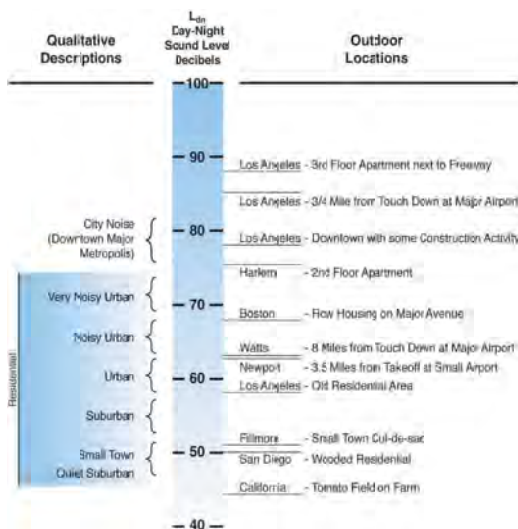 Qualitative
Descriptions
Ldn
Day-Night
Sound Level
Decibels
Outdoor
Locations
100
90
Los Angeles - 3rd Floor Apartment next to Freeway
Los Angeles - 3/4 Mile from Touch Down at Major Airport
City Noise
(Downtown Major
Metropolis)
80
Los Angeles - Downtown with some Construction Activity
Harlem - 2nd Floor Apartment
Very Noisy Urban
70
Boston - Row Housing on Major Avenue
Noisy Urban
Watts - 8 Miles from Touch Down at Major Airport
Newport - 3.5 Miles from Takeoff at Small Airport
Urban
60
Los Angeles - Old Residential Area
Residential
Suburban
Fillmore - Small Town Cul-de-sac
Small Town
50
San Diego - Wooded Residential
Quiet Suburban
California - Tomato Field on Farm
40